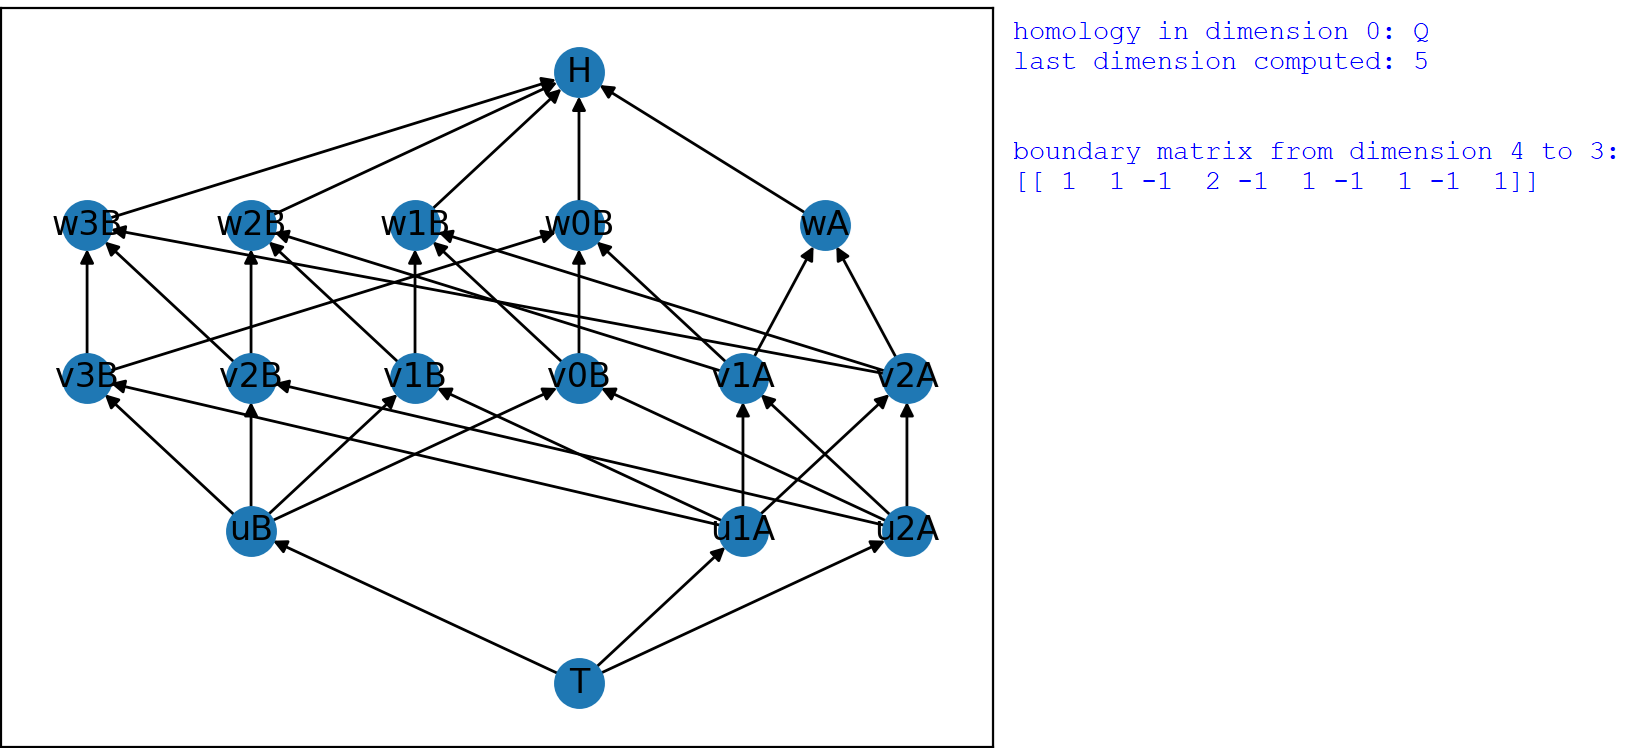 H
homology in dimension 0: Q
last dimension computed: 5
boundary matrix from dimension 4 to 3:
[[ 1  1 -1  2 -1  1 -1  1 -1  1]]
w3B w2B w1B w0B wA
v3B v2B v1B v0B v1A v2A
uB u1A u2A
T